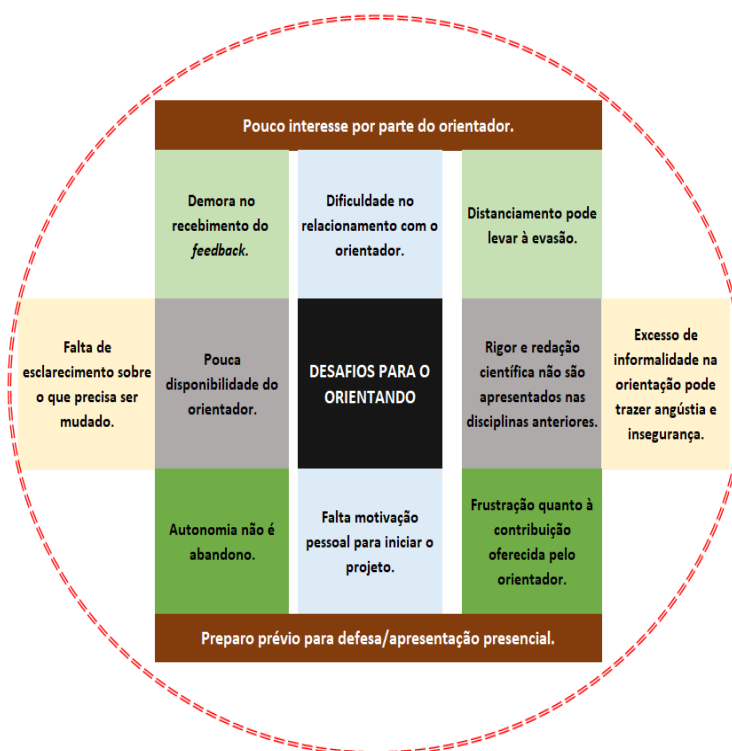 Pouco interesse por parte do orientador.
Demora no
recebimento do
feedback.
Dificuldade no
relacionamento com o
orientador.
Distanciamento pode
levar à evasão.
Falta de
esclarecimento sobre
o que precisa ser
mudado.
Pouca
disponibilidade do
orientador.
DESAFIOS PARA O
ORIENTANDO
Rigor e redação
científica não são
apresentados nas
disciplinas anteriores.
Excesso de
informalidade na
orientação pode
trazer angústia e
insegurança.
Autonomia não é
abandono.
Falta motivação
pessoal para iniciar o
projeto.
Frustração quanto à
contribuição
oferecida pelo
orientador.
Preparo prévio para defesa/apresentação presencial.